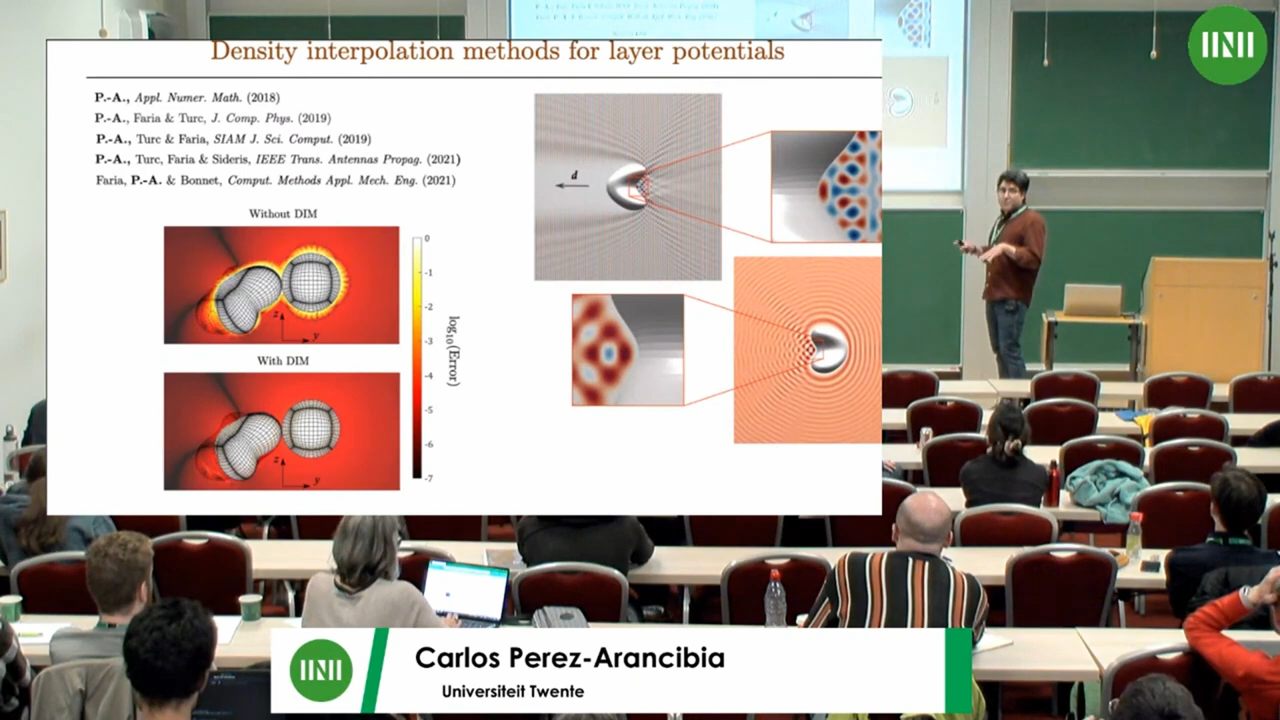 Density interpolation methods for layer potentials
P.-A., Appl. Numer. Math. (2018)
P.-A., Faria & Turc, J. Comp. Phys. (2019)
P.-A., Turc & Faria, SIAM J. Sci. Comput. (2019)
P.-A., Turc, Faria & Sideris, IEEE Trans. Antennas Propag. (2021)
Faria, P.-A. & Bonnet, Comput. Methods Appl. Mech. Eng. (2021)
Without DIM
z
y
0
-1
-2
-3
-4
-5
-6
-7
log10(Error)
With DIM
z
y
d
Carlos Perez-Arancibia
Universiteit Twente